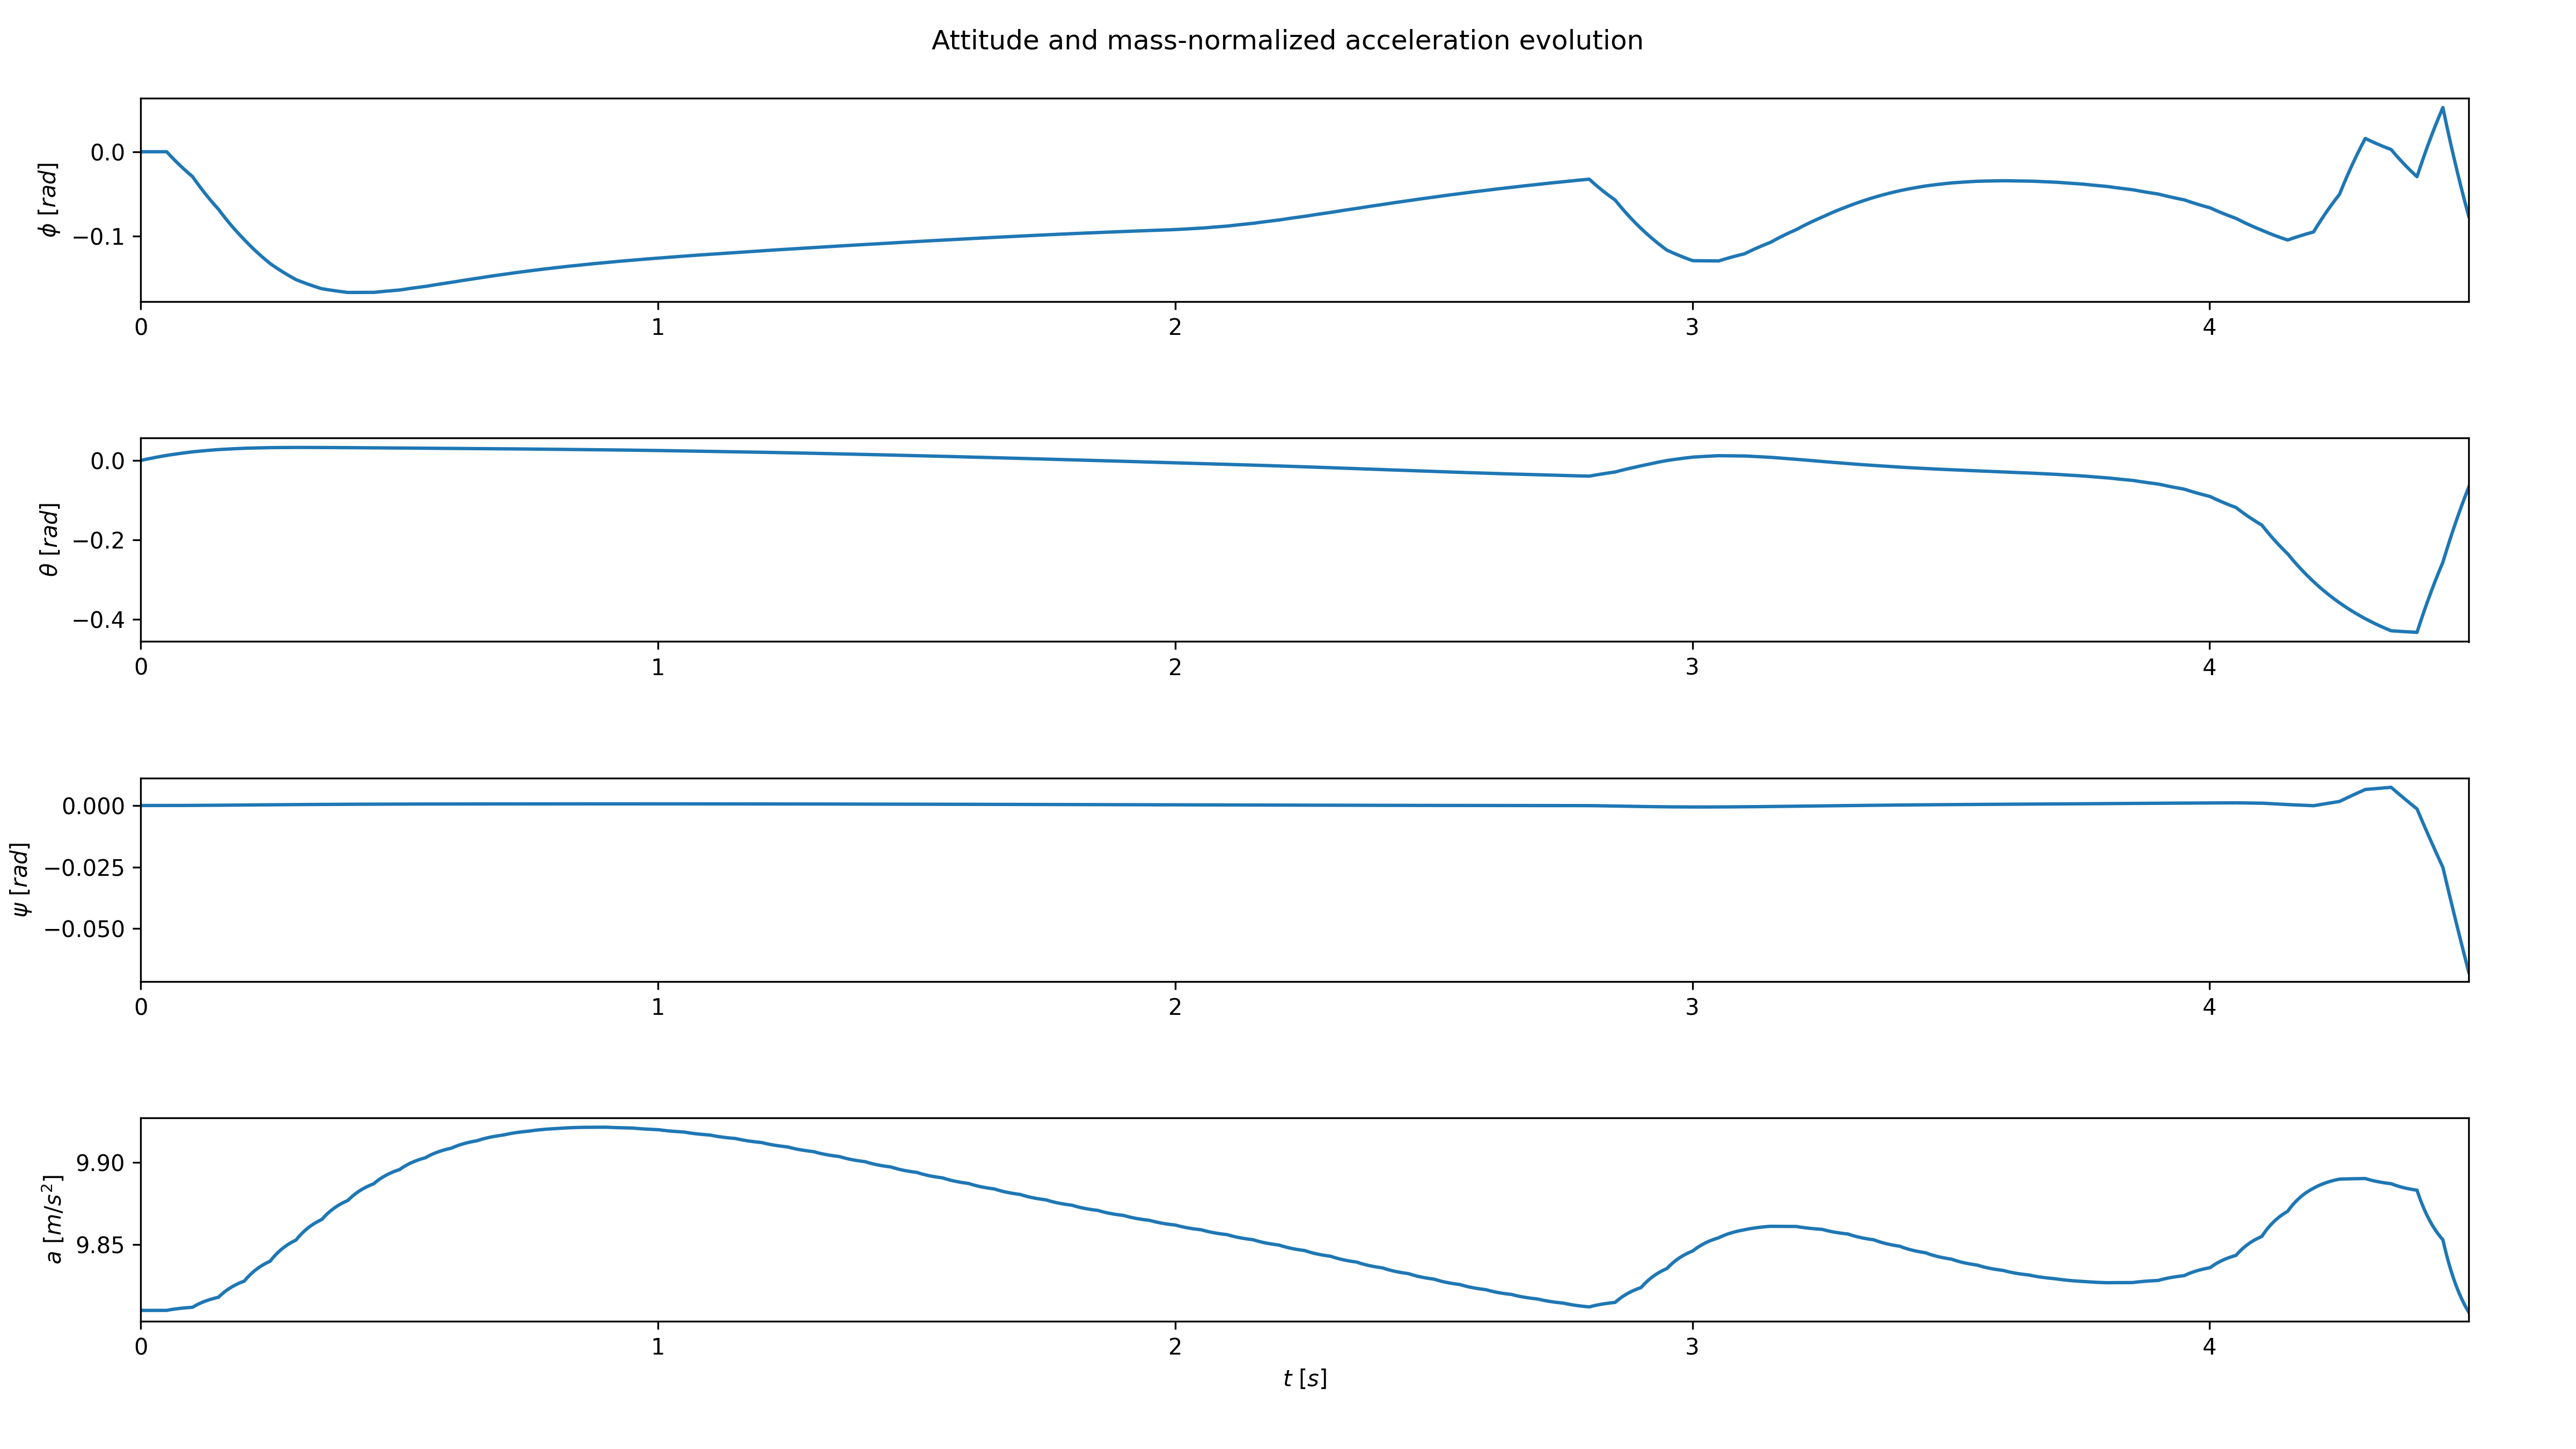 Attitude and mass-normalized acceleration evolution
ϕ [rad]
0.0
−0.1
0 1 2 3 4
θ [rad]
0.0
−0.2
−0.4
0 1 2 3 4
ψ [rad]
0.000
−0.025
−0.050
0 1 2 3 4
a [m/s²]
9.90
9.85
0 1 2 3 4
t [s]